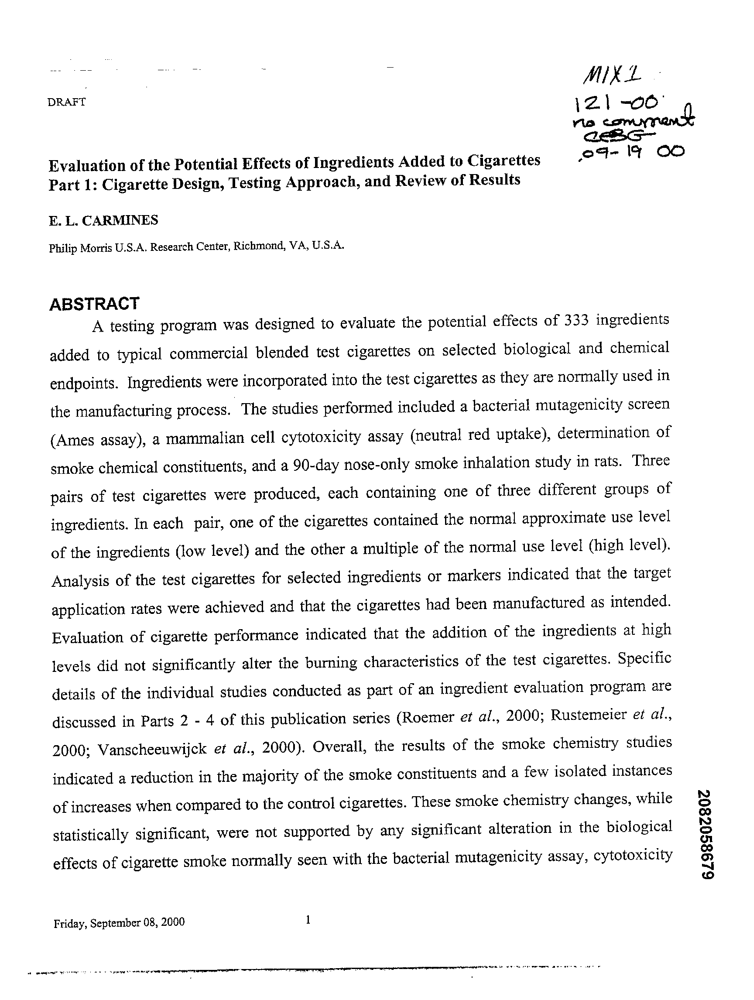 MIX 1
DRAFT
121-00
no comment
09-19 00
Evaluation of the Potential Effects of Ingredients Added to Cigarettes
Part 1: Cigarette Design, Testing Approach, and Review of Results
E. L. CARMINES
Philip Morris U.S.A. Research Center, Richmond, VA, U.S.A.
ABSTRACT
A testing program was designed to evaluate the potential effects of 333 ingredients
added to typical commercial blended test cigarettes on selected biological and chemical
endpoints. Ingredients were incorporated into the test cigarettes as they are normally used in
the manufacturing process. The studies performed included a bacterial mutagenicity screen
(Ames assay), a mammalian cell cytotoxicity assay (neutral red uptake), determination of
smoke chemical constituents, and a 90-day nose-only smoke inhalation study in rats. Three
pairs of test cigarettes were produced, each containing one of three different groups of
ingredients. In each pair, one of the cigarettes contained the normal approximate use level
of the ingredients (low level) and the other a multiple of the normal use level (high level).
Analysis of the test cigarettes for selected ingredients or markers indicated that the target
application rates were achieved and that the cigarettes had been manufactured as intended.
Evaluation of cigarette performance indicated that the addition of the ingredients at high
levels did not significantly alter the burning characteristics of the test cigarettes. Specific
details of the individual studies conducted as part of an ingredient evaluation program are
discussed in Parts 2 - 4 of this publication series (Roemer et al., 2000; Rustemeier et al.,
2000; Vanscheeuwijck et al., 2000). Overall, the results of the smoke chemistry studies
indicated a reduction in the majority of the smoke constituents and a few isolated instances
of increases when compared to the control cigarettes. These smoke chemistry changes, while
statistically significant, were not supported by any significant alteration in the biological
effects of cigarette smoke normally seen with the bacterial mutagenicity assay, cytotoxicity
2082058679
Friday, September 08, 2000
1